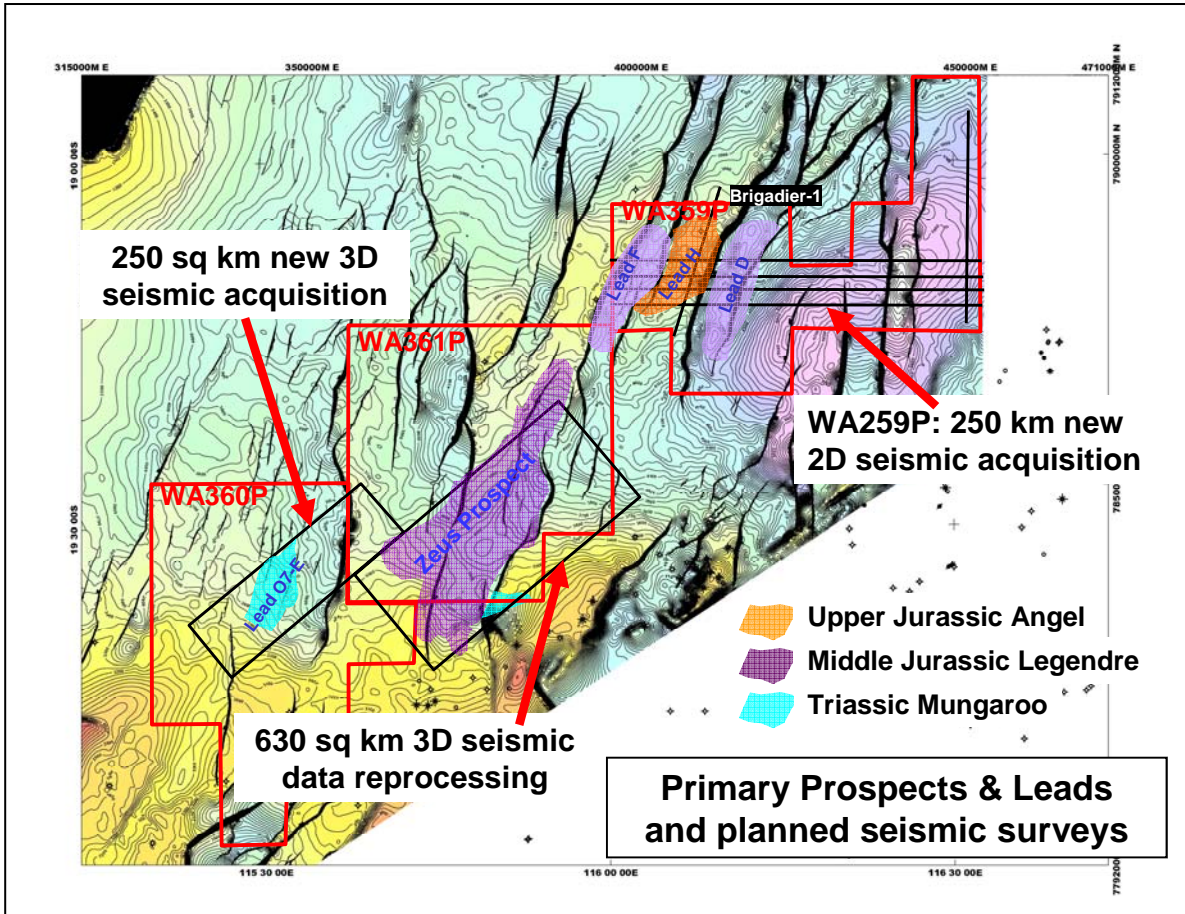 315000M E
350000M E
400000M E
450000M E
471000M E
7912000M N
7900000M N
19 00 00S
Brigadier-1
WA359P
250 sq km new 3D
seismic acquisition
Lead F
Lead H
Lead D
WA361P
WA259P: 250 km new
2D seismic acquisition
Zeus Prospect
WA360P
78500
19 30 00S
Lead 07-E
Upper Jurassic Angel
Middle Jurassic Legendre
Triassic Mungaroo
630 sq km 3D seismic
data reprocessing
Primary Prospects & Leads
and planned seismic surveys
115 30 00E
116 00 00E
116 30 00E
77920